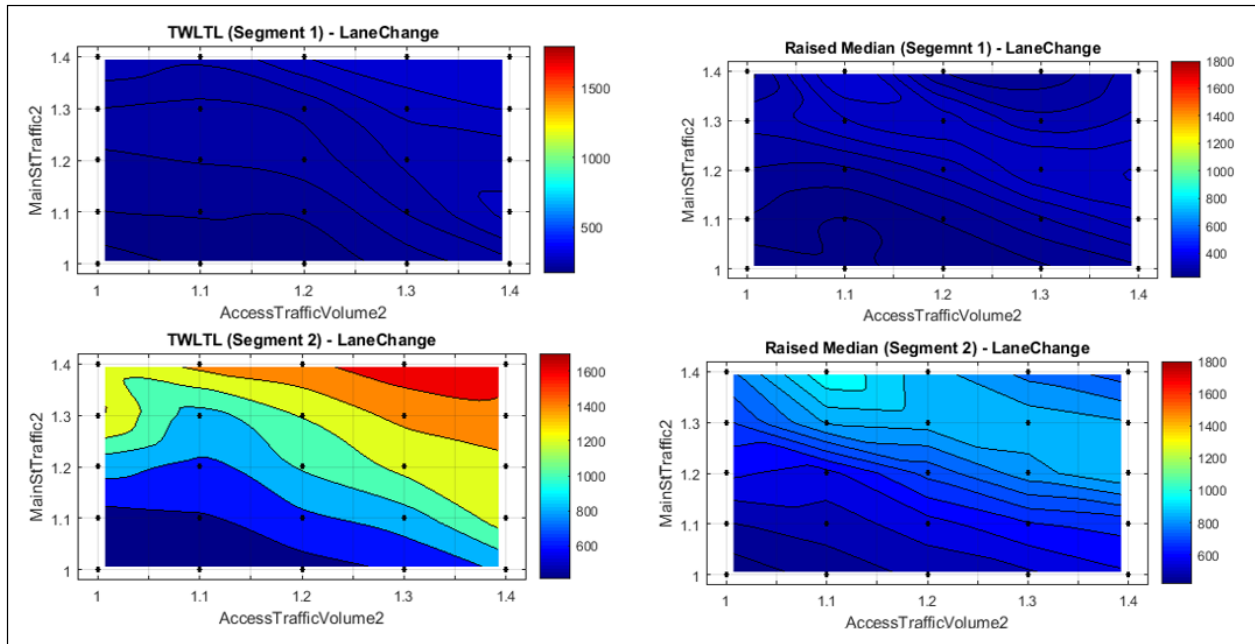 TWLTL (Segment 1) - LaneChange
MainStTraffic2
1.4
1.3
1.2
1.1
1
1 1.1 1.2 1.3 1.4
AccessTrafficVolume2
1500
1000
500
Raised Median (Segemnt 1) - LaneChange
MainStTraffic2
1.4
1.3
1.2
1.1
1
1 1.1 1.2 1.3 1.4
AccessTrafficVolume2
1800
1600
1400
1200
1000
800
600
400
TWLTL (Segment 2) - LaneChange
MainStTraffic2
1.4
1.3
1.2
1.1
1
1 1.1 1.2 1.3 1.4
AccessTrafficVolume2
1600
1400
1200
1000
800
600
Raised Median (Segment 2) - LaneChange
MainStTraffic2
1.4
1.3
1.2
1.1
1
1 1.1 1.2 1.3 1.4
AccessTrafficVolume2
1800
1600
1400
1200
1000
800
600